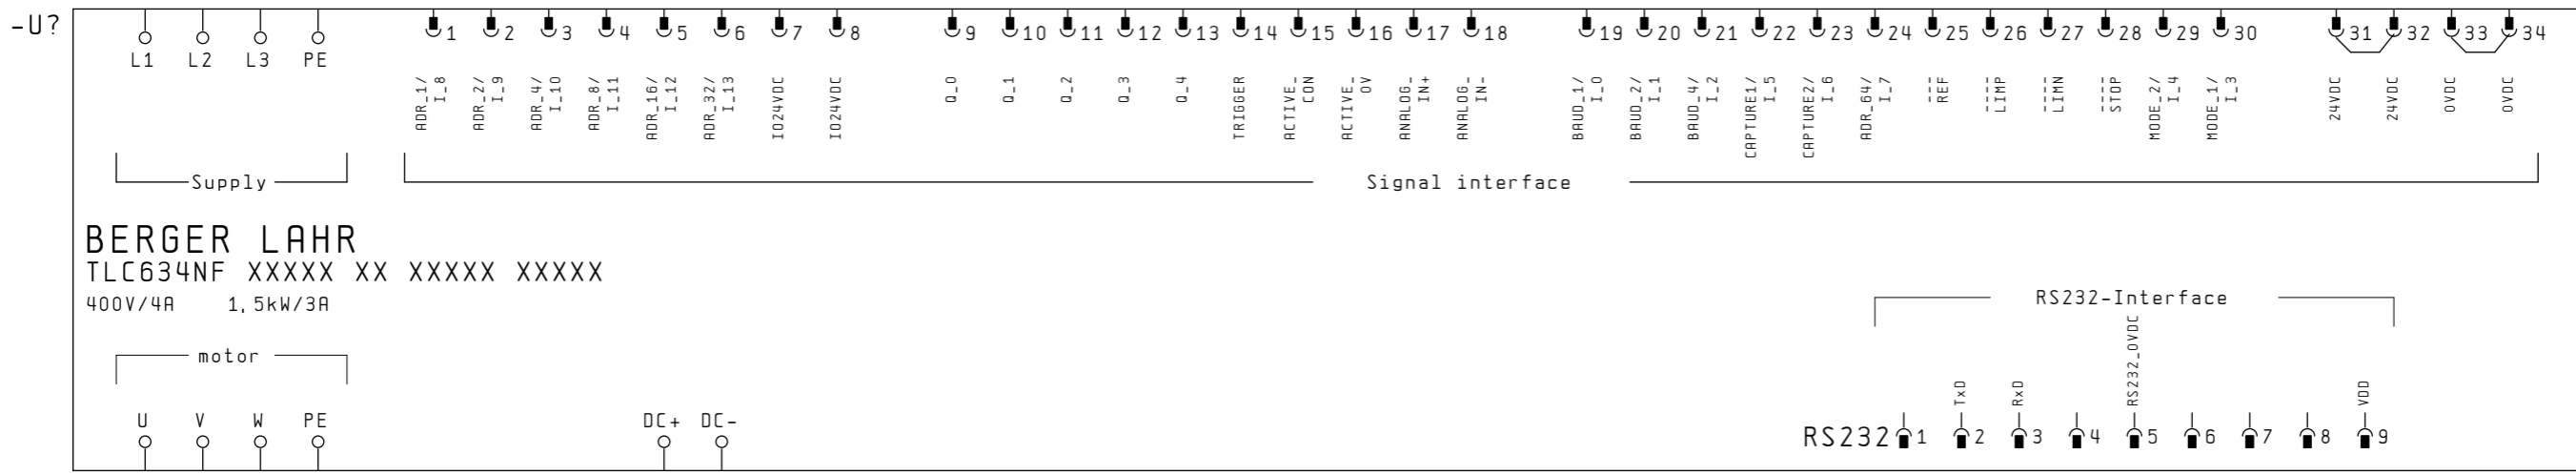 -U?
L1 L2 L3 PE
1 2 3 4 5 6 7 8 9 10 11 12 13 14 15 16 17 18 19 20 21 22 23 24 25 26 27 28 29 30 31 32 33 34
ADR_1/
I_8
ADR_2/
I_9
ADR_4/
I_10
ADR_8/
I_11
ADR_16/
I_12
ADR_32/
I_13
IO24VDC
IO24VDC
Q_0
Q_1
Q_2
Q_3
Q_4
TRIGGER
ACTIVE_
CON
ACTIVE_
0V
ANALOG_
IN+
ANALOG_
IN-
BAUD_1/
I_0
BAUD_2/
I_1
BAUD_4/
I_2
CAPTURE1/
I_5
CAPTURE2/
I_6
ADR_64/
I_7
---
REF
----
LIMP
----
LIMN
----
STOP
MODE_2/
I_4
MODE_1/
I_3
24VDC
24VDC
0VDC
0VDC
Supply
Signal interface
BERGER LAHR
TLC634NF XXXXX XX XXXXX XXXXX
400V/4A 1,5kW/3A
RS232-Interface
motor
U V W PE
DC+ DC-
TxD
RxD
RS232_0VDC
VDD
RS232 1 2 3 4 5 6 7 8 9